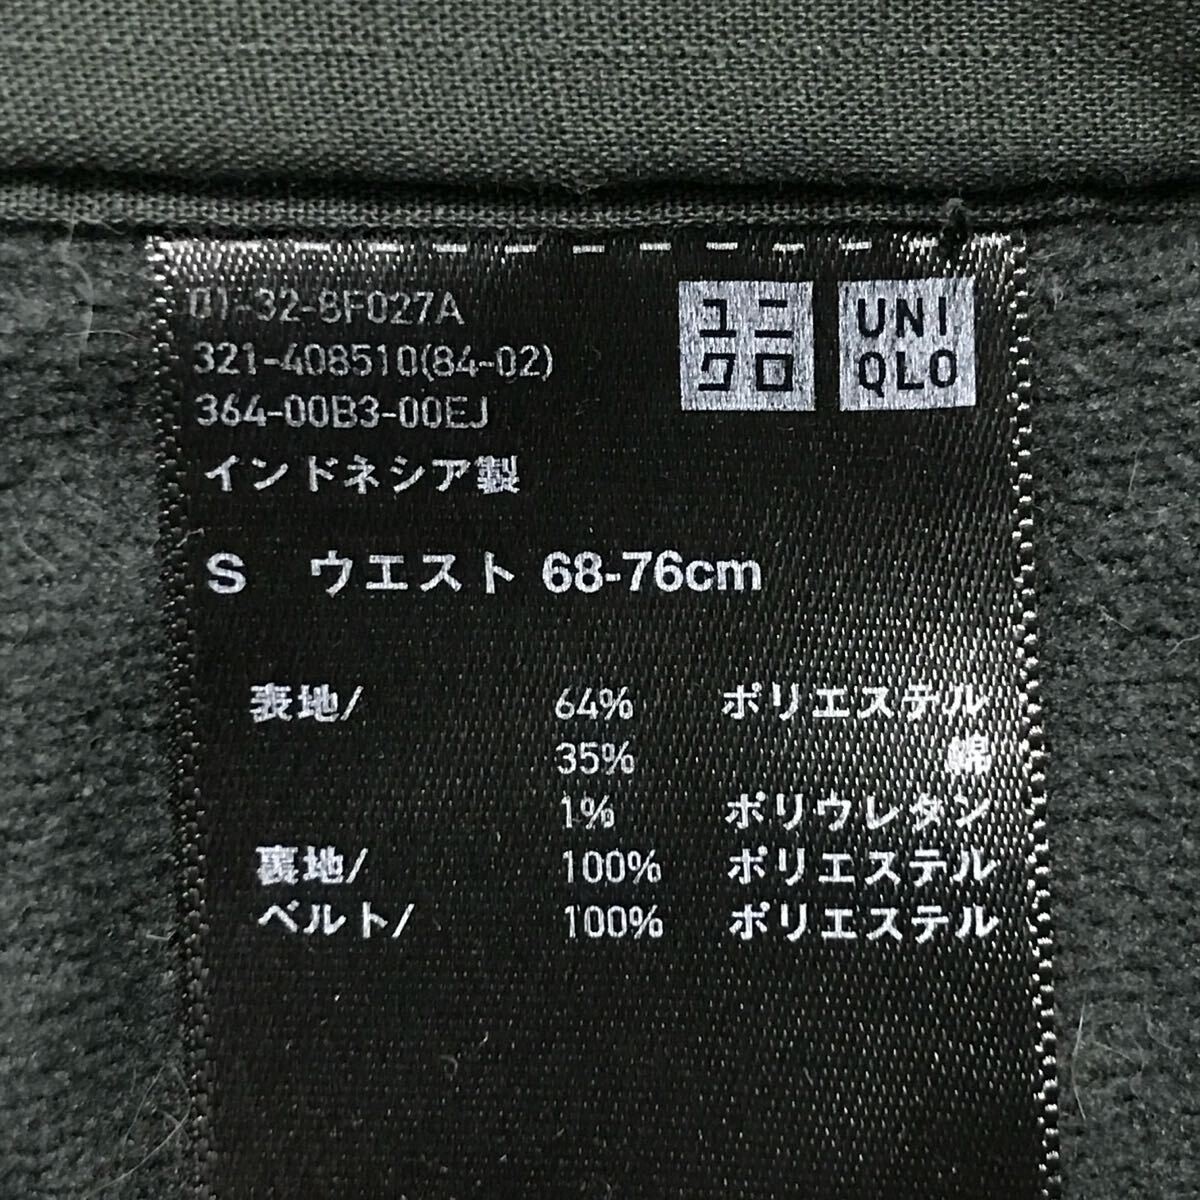 01-32-8F027A
321-408510(84-02)
364-00B3-00EJ
ユニ
クロ
UNI
QLO
インドネシア製
S ウエスト 68-76cm
表地/ 64% ポリエステル
35% 綿
1% ポリウレタン
裏地/ 100% ポリエステル
ベルト/ 100% ポリエステル